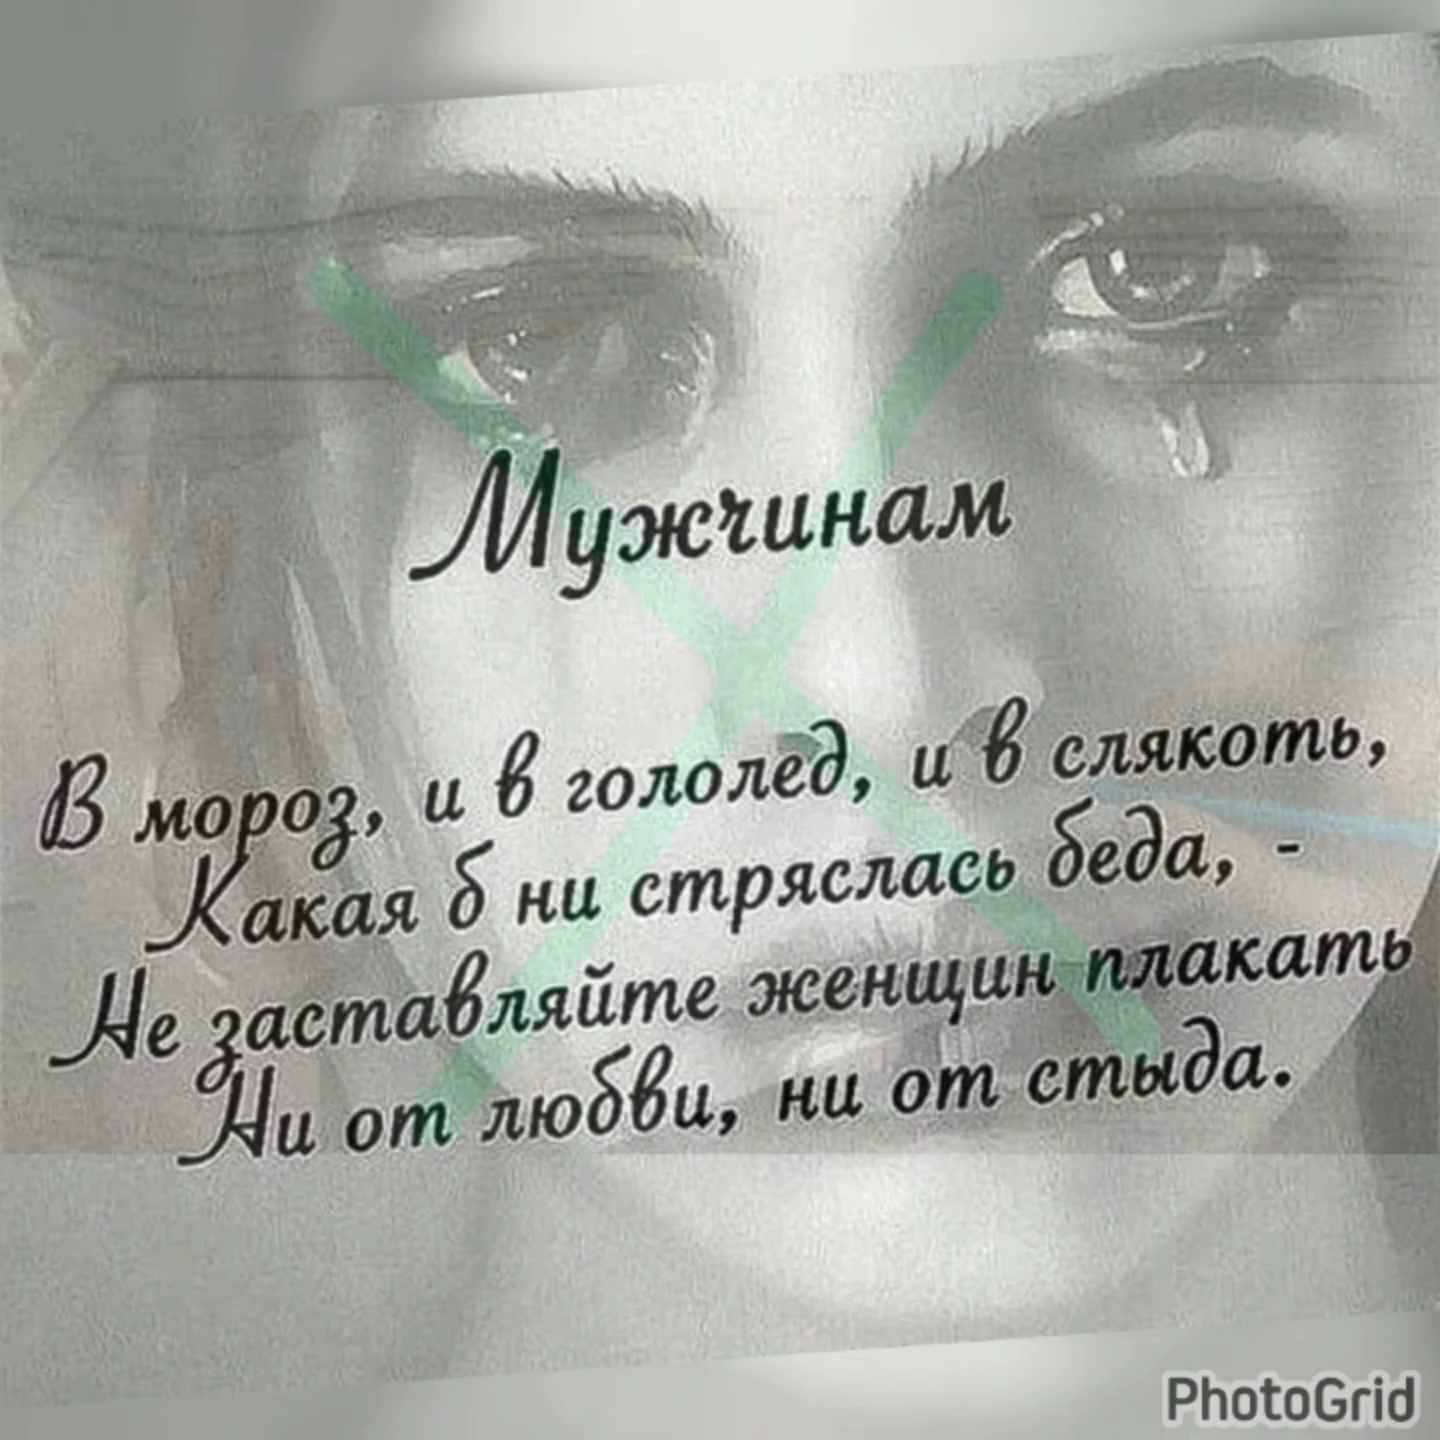 Мужчинам
В мороз, и в гололед, и в слякоть,
Какая б ни стряслась беда, -
Не заставляйте женщин плакать
Ни от любви, ни от стыда.
PhotoGrid